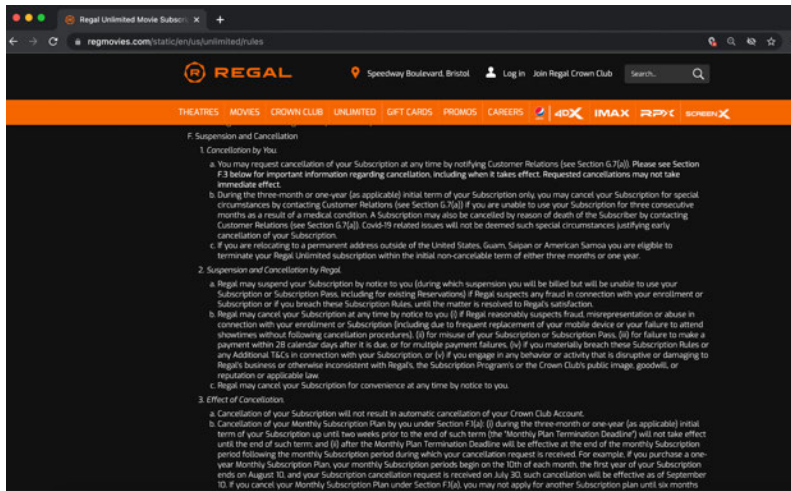 Regal Unlimited Movie Subscri
regmovies.com/static/en/us/unlimited/rules
REGAL
Speedway Boulevard, Bristol
Log in
Join Regal Crown Club
Search..
THEATRES MOVIES CROWN CLUB UNLIMITED GIFT CARDS PROMOS CAREERS 4DX IMAX RPX SCREENX
F. Suspension and Cancellation
1. Cancellation by You.
a. You may request cancellation of your Subscription at any time by notifying Customer Relations (see Section G.7(a)). Please see Section
F.3 below for important information regarding cancellation, including when it takes effect. Requested cancellations may not take
immediate effect.
b. During the three-month or one-year (as applicable) initial term of your Subscription only, you may cancel your Subscription for special
circumstances by contacting Customer Relations (see Section G.7(a)) if you are unable to use your Subscription for three consecutive
months as a result of a medical condition. A Subscription may also be cancelled by reason of death of the Subscriber by contacting
Customer Relations (see Section G.7(a)). Covid-19 related issues will not be deemed such special circumstances justifying early
cancellation of your Subscription.
c. If you are relocating to a permanent address outside of the United States, Guam, Saipan or American Samoa you are eligible to
terminate your Regal Unlimited subscription within the initial non-cancelable term of either three months or one year.
2. Suspension and Cancellation by Regal.
a. Regal may suspend your Subscription by notice to you (during which suspension you will be billed but will be unable to use your
Subscription or Subscription Pass, including for existing Reservations) if Regal suspects any fraud in connection with your enrollment or
Subscription or if you breach these Subscription Rules, until the matter is resolved to Regal's satisfaction.
b. Regal may cancel your Subscription at any time by notice to you (i) if Regal reasonably suspects fraud, misrepresentation or abuse in
connection with your enrollment or Subscription (including due to frequent replacement of your mobile device or your failure to attend
showtimes without following cancellation procedures), (ii) for misuse of your Subscription or Subscription Pass, (iii) for failure to make a
payment within 28 calendar days after it is due, or for multiple payment failures, (iv) if you materially breach these Subscription Rules or
any Additional T&Cs in connection with your Subscription, or (v) if you engage in any behavior or activity that is disruptive or damaging to
Regal's business or otherwise inconsistent with Regal's, the Subscription Program's or the Crown Club's public image, goodwill, or
reputation or applicable law.
c. Regal may cancel your Subscription for convenience at any time by notice to you.
3. Effect of Cancellation.
a. Cancellation of your Subscription will not result in automatic cancellation of your Crown Club Account.
b. Cancellation of your Monthly Subscription Plan by you under Section F.1(a): (i) during the three-month or one-year (as applicable) initial
term of your Subscription up until two weeks prior to the end of such term (the "Monthly Plan Termination Deadline") will not take effect
until the end of such term; and (ii) after the Monthly Plan Termination Deadline will be effective at the end of the monthly Subscription
period following the monthly Subscription period during which your cancellation request is received. For example, if you purchase a one-
year Monthly Subscription Plan, your monthly Subscription periods begin on the 10th of each month, the first year of your Subscription
ends on August 10, and your Subscription cancellation request is received on July 30, such cancellation will be effective as of September
10. If you cancel your Monthly Subscription Plan under Section F.1(a), you may not apply for another Subscription plan until six months